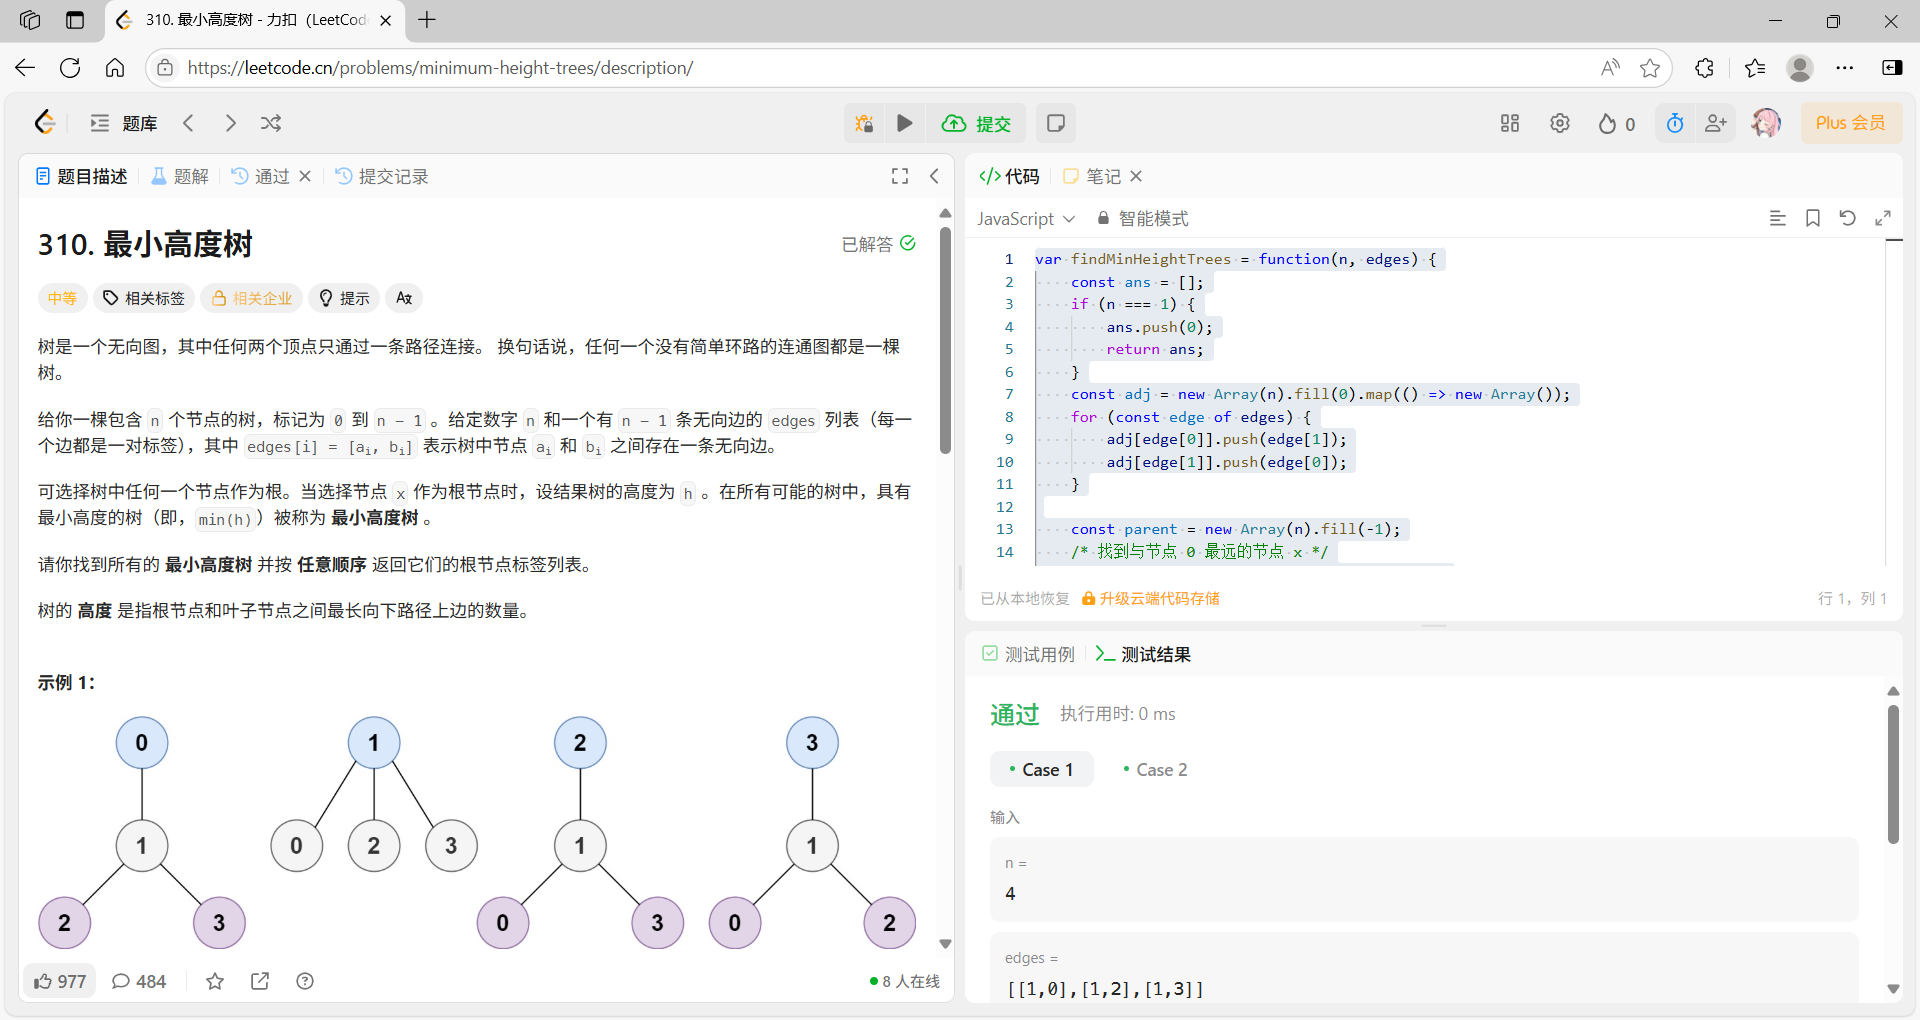 310. 最小高度树 - 力扣（LeetCod
https://leetcode.cn/problems/minimum-height-trees/description/
题库
提交
0
Plus 会员
题目描述
题解
通过
提交记录
310. 最小高度树
已解答
中等
相关标签
相关企业
提示
树是一个无向图，其中任何两个顶点只通过一条路径连接。 换句话说，任何一个没有简单环路的连通图都是一棵
树。
给你一棵包含 n 个节点的树，标记为 0 到 n - 1 。给定数字 n 和一个有 n - 1 条无向边的 edges 列表（每一
个边都是一对标签），其中 edges[i] = [ai, bi] 表示树中节点 ai 和 bi 之间存在一条无向边。
可选择树中任何一个节点作为根。当选择节点 x 作为根节点时，设结果树的高度为 h 。在所有可能的树中，具有
最小高度的树（即，min(h)）被称为 最小高度树 。
请你找到所有的 最小高度树 并按 任意顺序 返回它们的根节点标签列表。
树的 高度 是指根节点和叶子节点之间最长向下路径上边的数量。
示例 1：
0 1 2 3
1 0 2 3 1 1
2 3 0 3 0 2
977
484
8 人在线
代码
笔记
JavaScript
智能模式
1 var findMinHeightTrees = function(n, edges) {
2 const ans = [];
3 if (n === 1) {
4 ans.push(0);
5 return ans;
6 }
7 const adj = new Array(n).fill(0).map(() => new Array());
8 for (const edge of edges) {
9 adj[edge[0]].push(edge[1]);
10 adj[edge[1]].push(edge[0]);
11 }
12
13 const parent = new Array(n).fill(-1);
14 /* 找到与节点 0 最远的节点 x */
已从本地恢复
升级云端代码存储
行 1，列 1
测试用例
测试结果
通过
执行用时: 0 ms
Case 1
Case 2
输入
n =
4
edges =
[[1,0],[1,2],[1,3]]